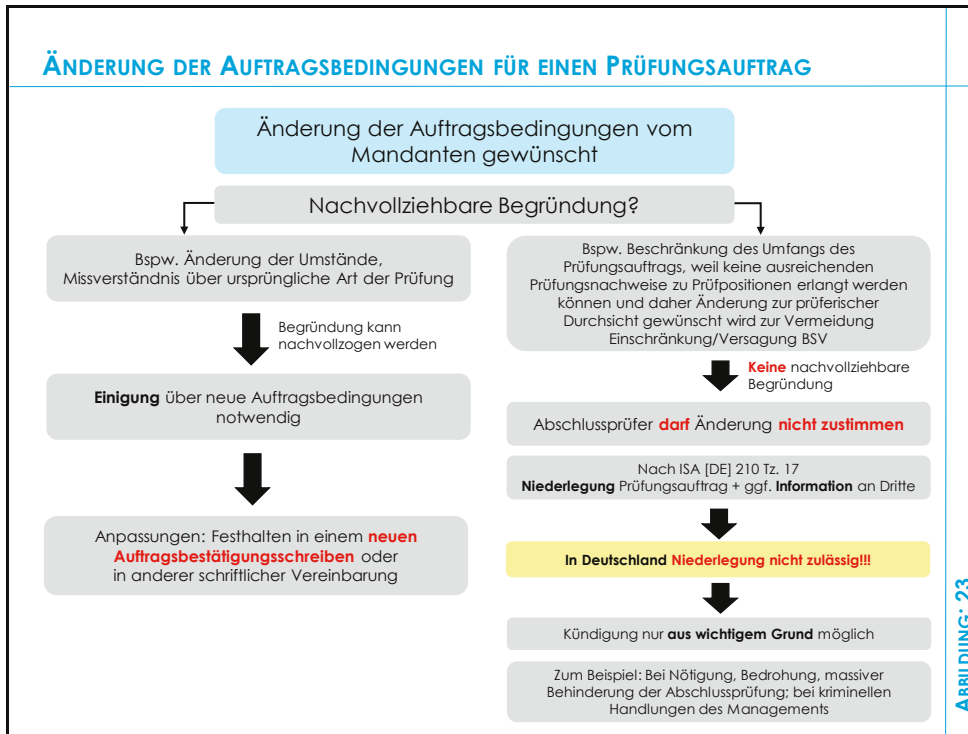 ÄNDERUNG DER AUFTRAGSBEDINGUNGEN FÜR EINEN PRÜFUNGSAUFTRAG
Änderung der Auftragsbedingungen vom
Mandanten gewünscht
Nachvollziehbare Begründung?
Bspw. Änderung der Umstände,
Missverständnis über ursprüngliche Art der Prüfung
Begründung kann
nachvollzogen werden
Einigung über neue Auftragsbedingungen
notwendig
Anpassungen: Festhalten in einem neuen
Auftragsbestätigungsschreiben oder
in anderer schriftlicher Vereinbarung
Bspw. Beschränkung des Umfangs des
Prüfungsauftrags, weil keine ausreichenden
Prüfungsnachweise zu Prüfpositionen erlangt werden
können und daher Änderung zur prüferischer
Durchsicht gewünscht wird zur Vermeidung
Einschränkung/Versagung BSV
Keine nachvollziehbare
Begründung
Abschlussprüfer darf Änderung nicht zustimmen
Nach ISA [DE] 210 Tz. 17
Niederlegung Prüfungsauftrag + ggf. Information an Dritte
In Deutschland Niederlegung nicht zulässig!!!
Kündigung nur aus wichtigem Grund möglich
Zum Beispiel: Bei Nötigung, Bedrohung, massiver
Behinderung der Abschlussprüfung; bei kriminellen
Handlungen des Managements
ABBILDUNG: 23